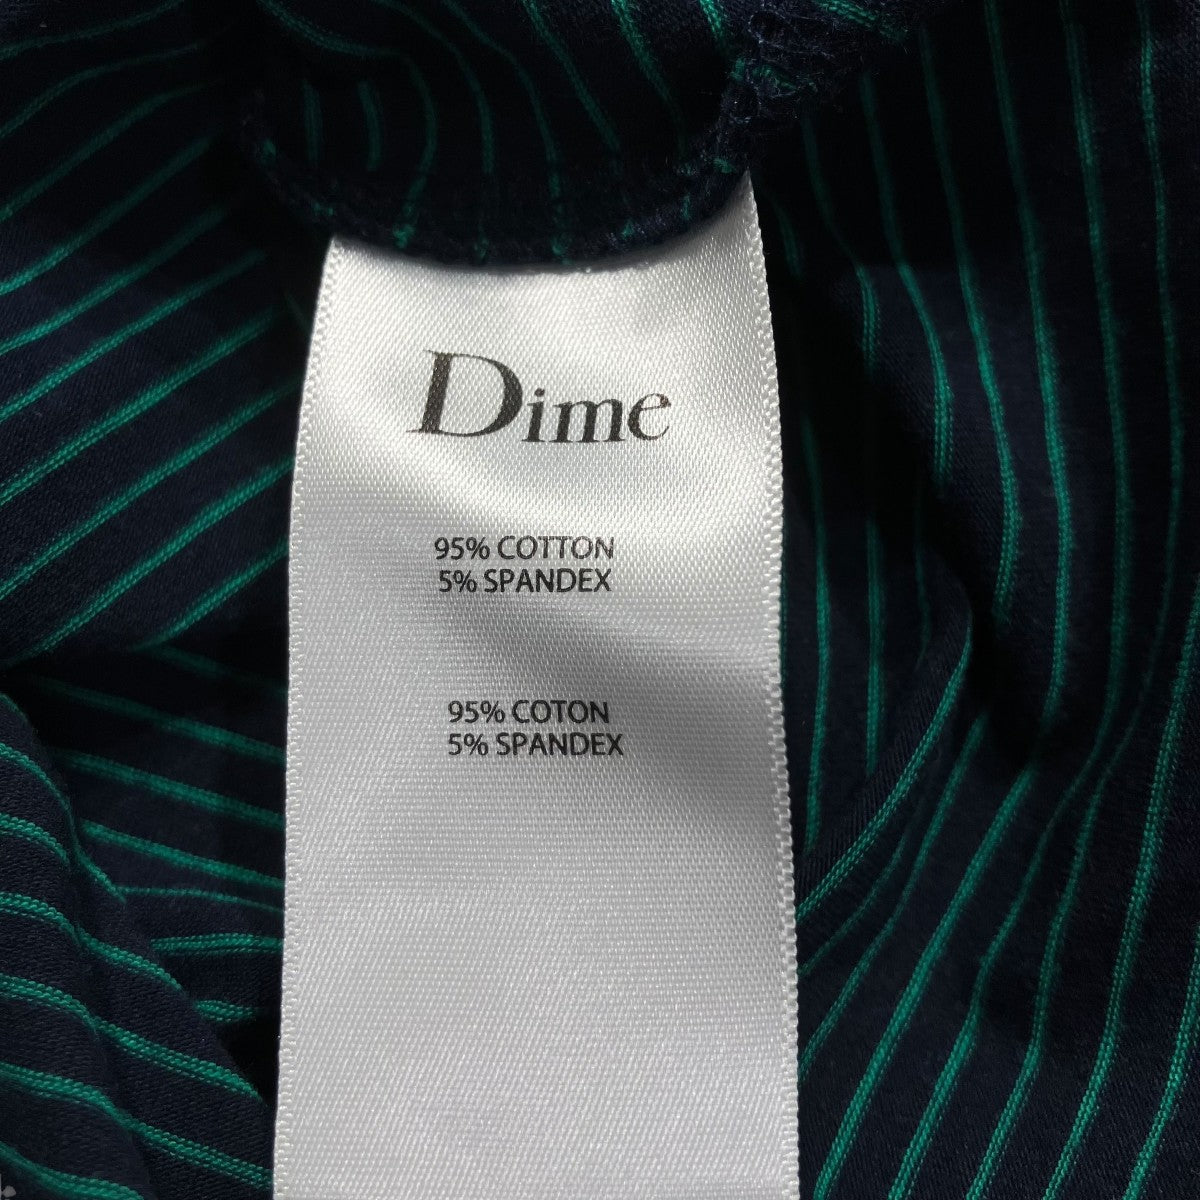 Dime
95% COTTON
5% SPANDEX
95% COTON
5% SPANDEX